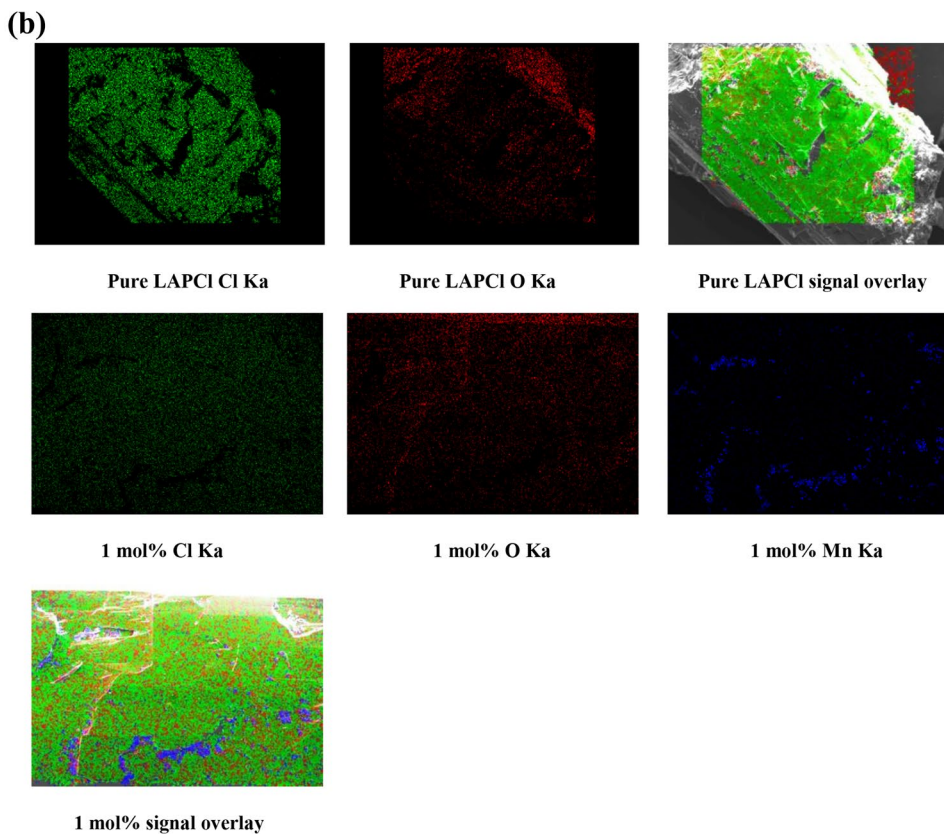 (b)
Pure LAPCl Cl Ka
Pure LAPCl O Ka
Pure LAPCl signal overlay
1 mol% Cl Ka
1 mol% O Ka
1 mol% Mn Ka
1 mol% signal overlay